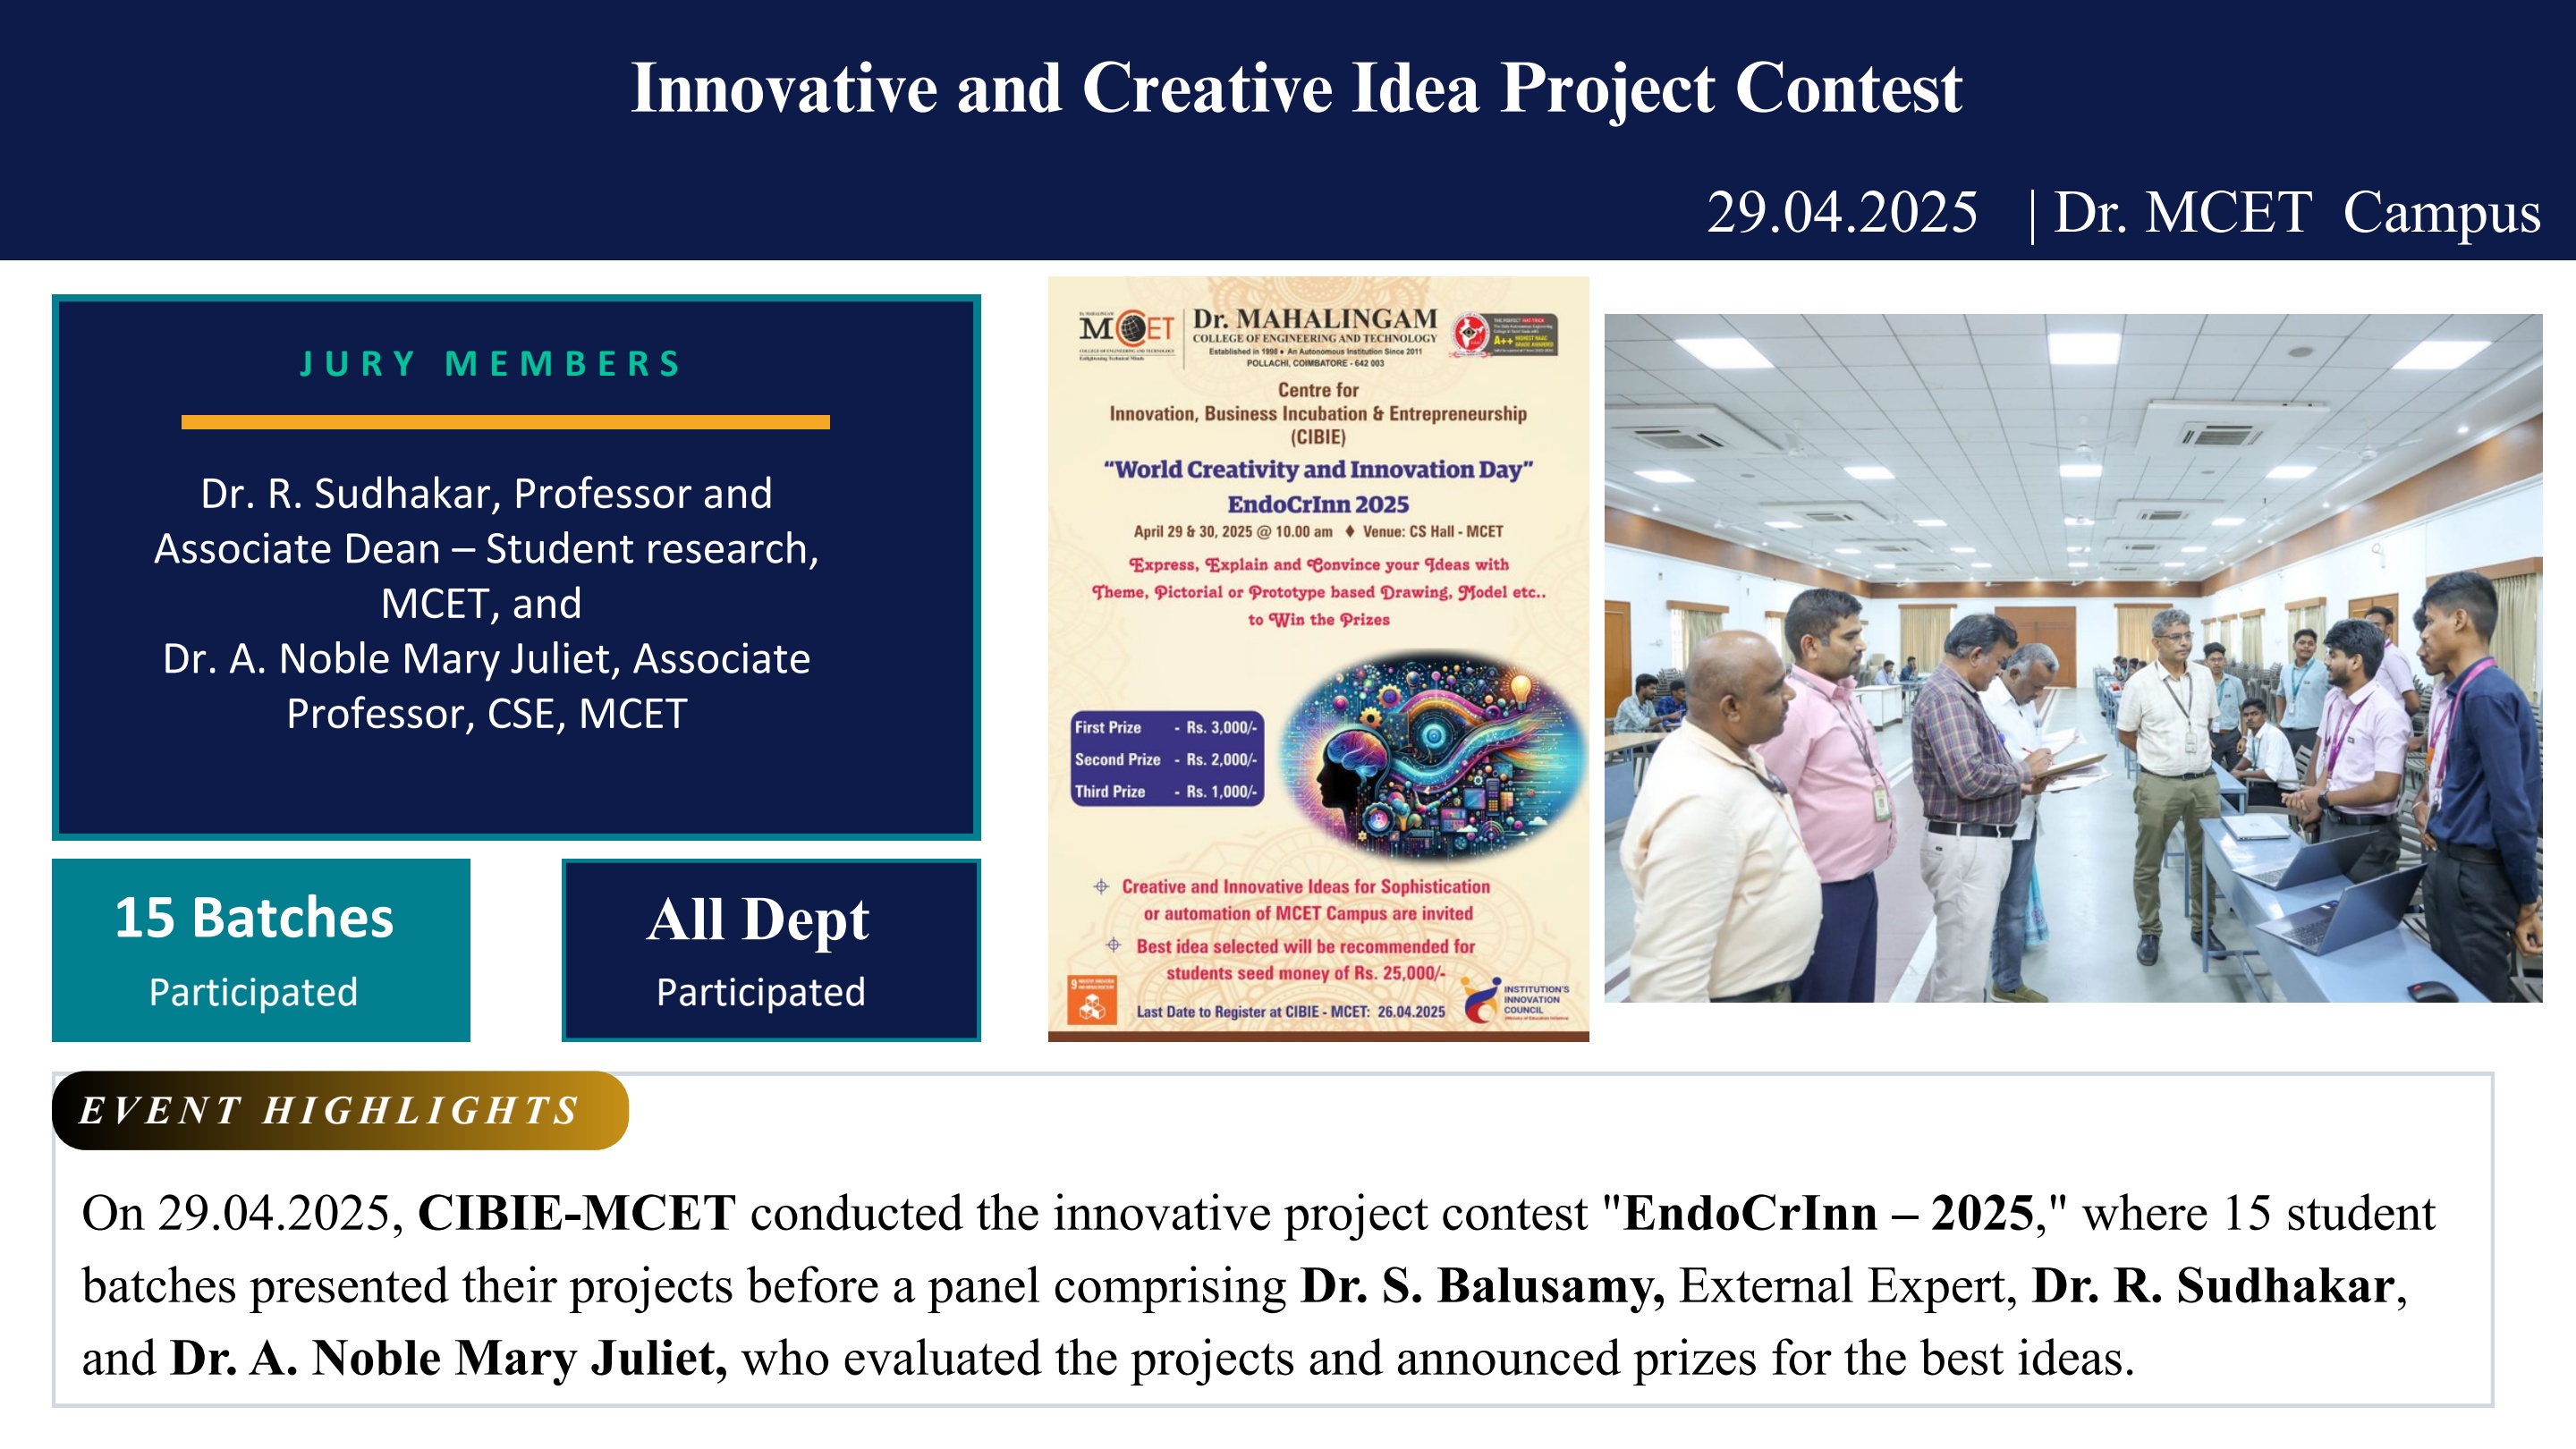 Innovative and Creative Idea Project Contest
29.04.2025 | Dr. MCET Campus
JURY MEMBERS
Dr. R. Sudhakar, Professor and
Associate Dean – Student research,
MCET, and
Dr. A. Noble Mary Juliet, Associate
Professor, CSE, MCET
15 Batches
Participated
All Dept
Participated
MCET
Dr. MAHALINGAM
COLLEGE OF ENGINEERING AND TECHNOLOGY
Established in 1998 • An Autonomous Institution Since 2011
POLLACHI, COIMBATORE - 642 003
A++
Centre for
Innovation, Business Incubation & Entrepreneurship
(CIBIE)
“World Creativity and Innovation Day”
EndoCrInn 2025
April 29 & 30, 2025 @ 10.00 am ♦ Venue: CS Hall - MCET
Express, Explain and Convince your Ideas with
Theme, Pictorial or Prototype based Drawing, Model etc..
to Win the Prizes
First Prize - Rs. 3,000/-
Second Prize - Rs. 2,000/-
Third Prize - Rs. 1,000/-
Creative and Innovative Ideas for Sophistication
or automation of MCET Campus are invited
Best idea selected will be recommended for
students seed money of Rs. 25,000/-
Last Date to Register at CIBIE - MCET: 26.04.2025
INSTITUTION'S
INNOVATION
COUNCIL
EVENT HIGHLIGHTS
On 29.04.2025, CIBIE-MCET conducted the innovative project contest "EndoCrInn – 2025," where 15 student
batches presented their projects before a panel comprising Dr. S. Balusamy, External Expert, Dr. R. Sudhakar,
and Dr. A. Noble Mary Juliet, who evaluated the projects and announced prizes for the best ideas.